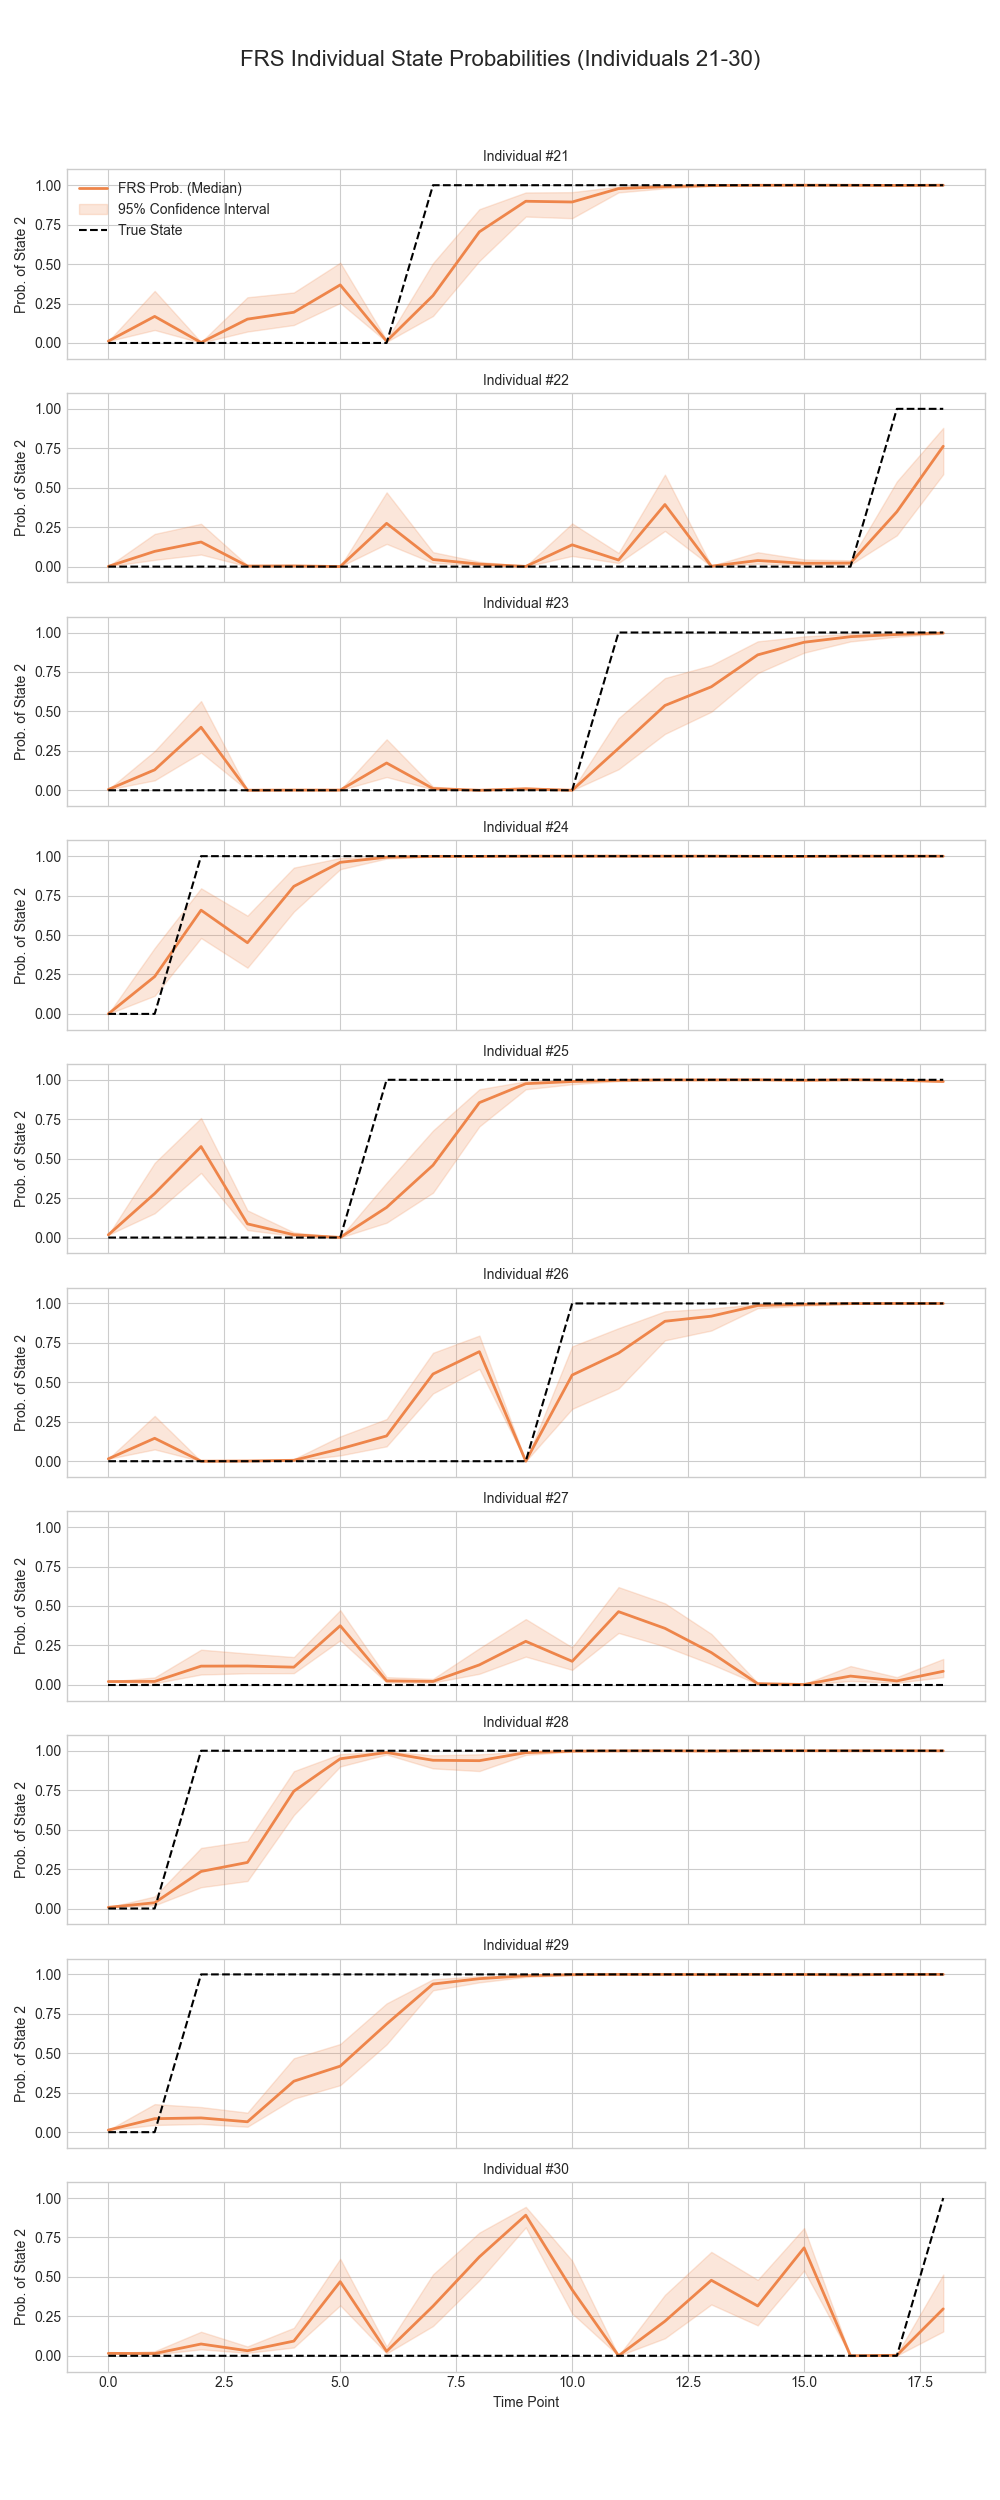 FRS Individual State Probabilities (Individuals 21-30)
Individual #21
FRS Prob. (Median)
95% Confidence Interval
True State
Prob. of State 2
1.00
0.75
0.50
0.25
0.00
Individual #22
Prob. of State 2
1.00
0.75
0.50
0.25
0.00
Individual #23
Prob. of State 2
1.00
0.75
0.50
0.25
0.00
Individual #24
Prob. of State 2
1.00
0.75
0.50
0.25
0.00
Individual #25
Prob. of State 2
1.00
0.75
0.50
0.25
0.00
Individual #26
Prob. of State 2
1.00
0.75
0.50
0.25
0.00
Individual #27
Prob. of State 2
1.00
0.75
0.50
0.25
0.00
Individual #28
Prob. of State 2
1.00
0.75
0.50
0.25
0.00
Individual #29
Prob. of State 2
1.00
0.75
0.50
0.25
0.00
Individual #30
Prob. of State 2
1.00
0.75
0.50
0.25
0.00
0.0 2.5 5.0 7.5 10.0 12.5 15.0 17.5
Time Point